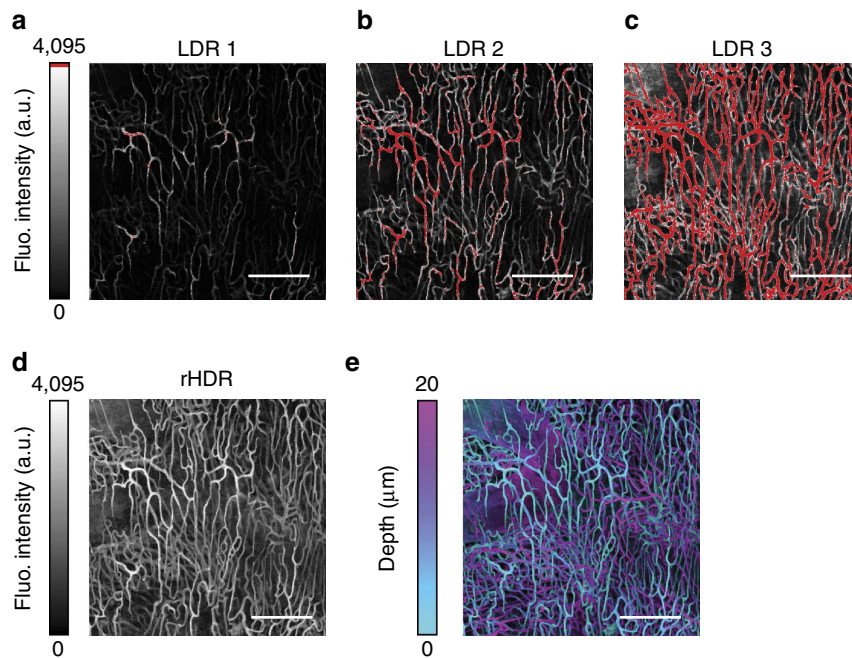 a
b
c
LDR 1
LDR 2
LDR 3
4,095
Fluo. intensity (a.u.)
0
d
e
rHDR
4,095
Fluo. intensity (a.u.)
0
20
Depth (μm)
0